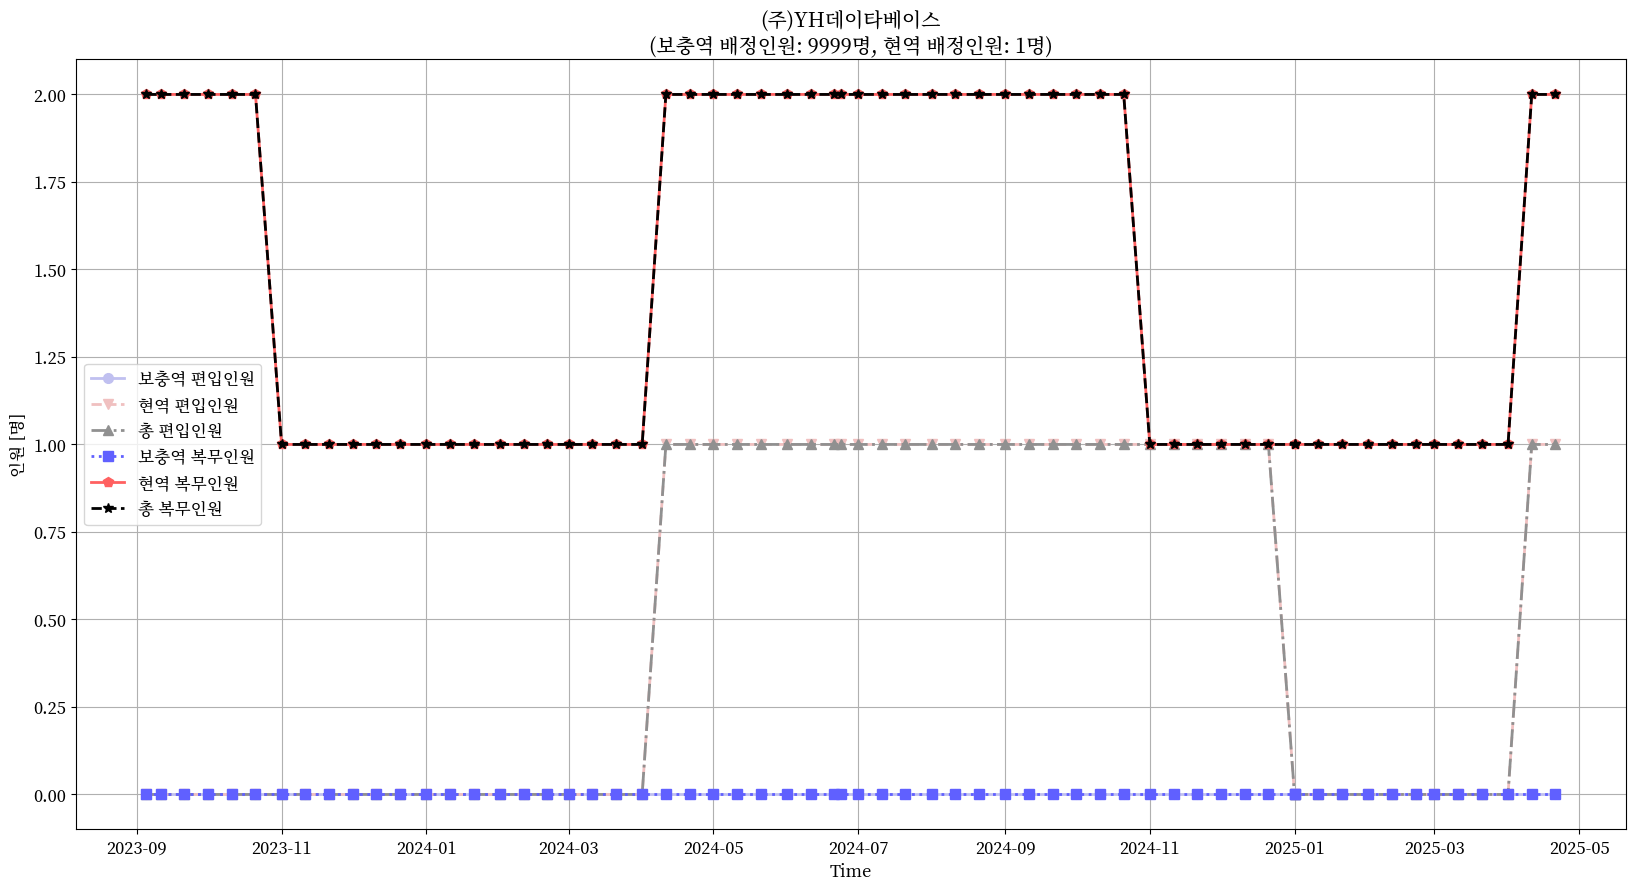 (주)YH데이타베이스
(보충역 배정인원: 9999명, 현역 배정인원: 1명)
2.00
1.75
1.50
1.25
1.00
0.75
0.50
0.25
0.00
인원 [명]
보충역 편입인원
현역 편입인원
총 편입인원
보충역 복무인원
현역 복무인원
총 복무인원
2023-09
2023-11
2024-01
2024-03
2024-05
2024-07
2024-09
2024-11
2025-01
2025-03
2025-05
Time